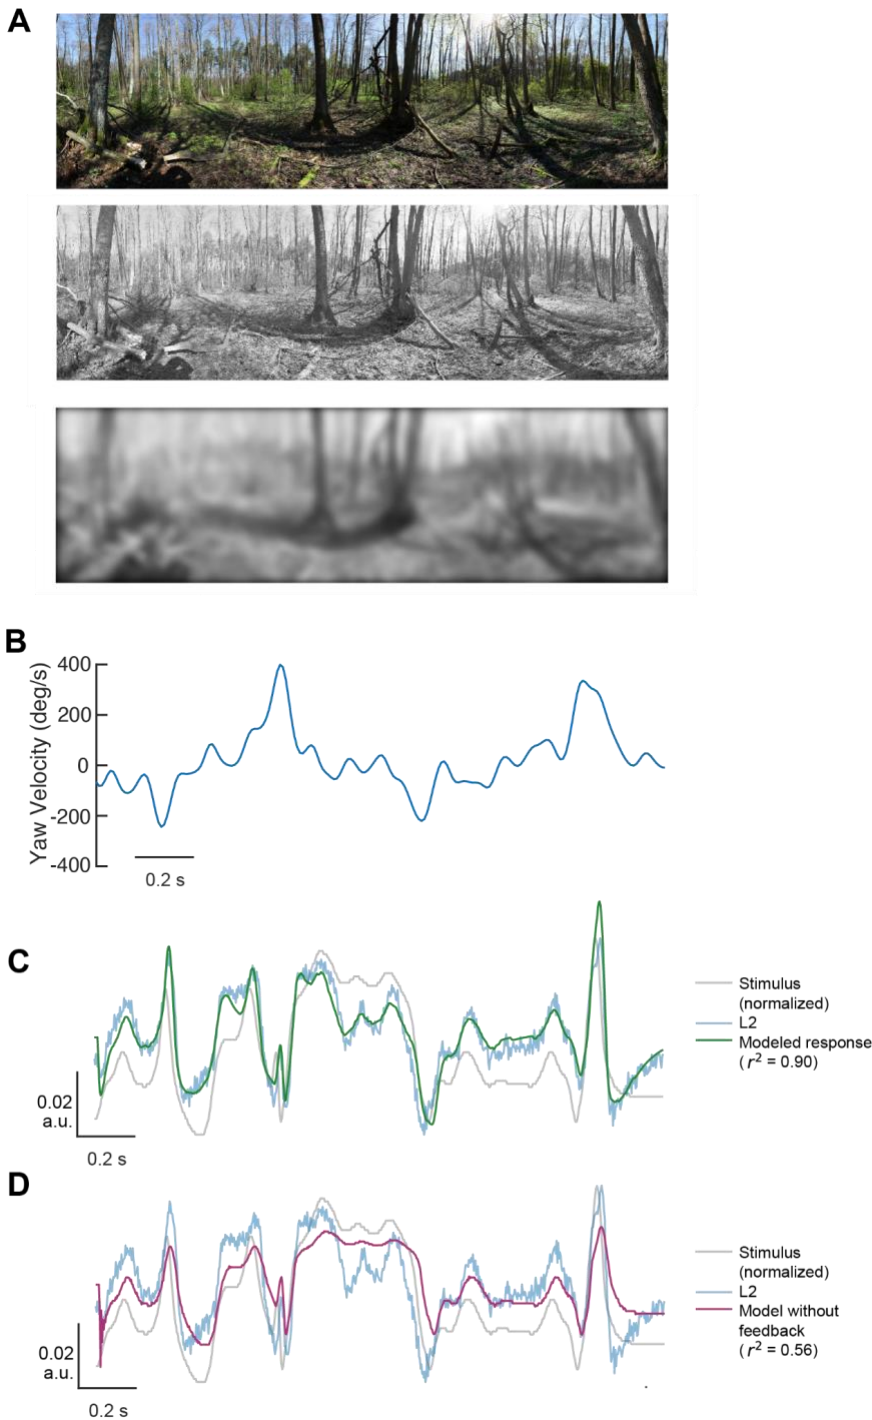 A
B
Yaw Velocity (deg/s)
400
200
0
-200
-400
0.2 s
C
Stimulus
(normalized)
L2
Modeled response
( r² = 0.90)
0.02
a.u.
0.2 s
D
Stimulus
(normalized)
L2
Model without
feedback
( r² = 0.56)
0.02
a.u.
0.2 s